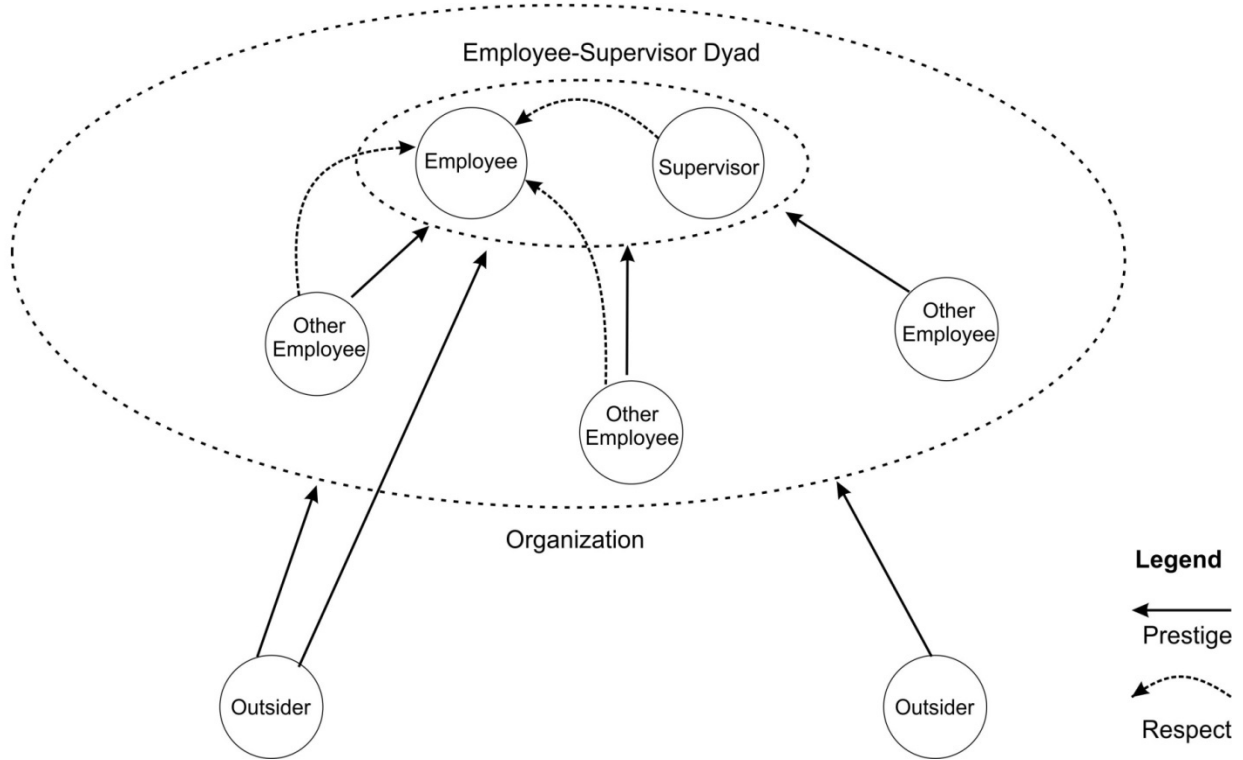 Employee-Supervisor Dyad
Employee
Supervisor
Other
Employee
Other
Employee
Other
Employee
Organization
Outsider
Outsider
Legend
Prestige
Respect